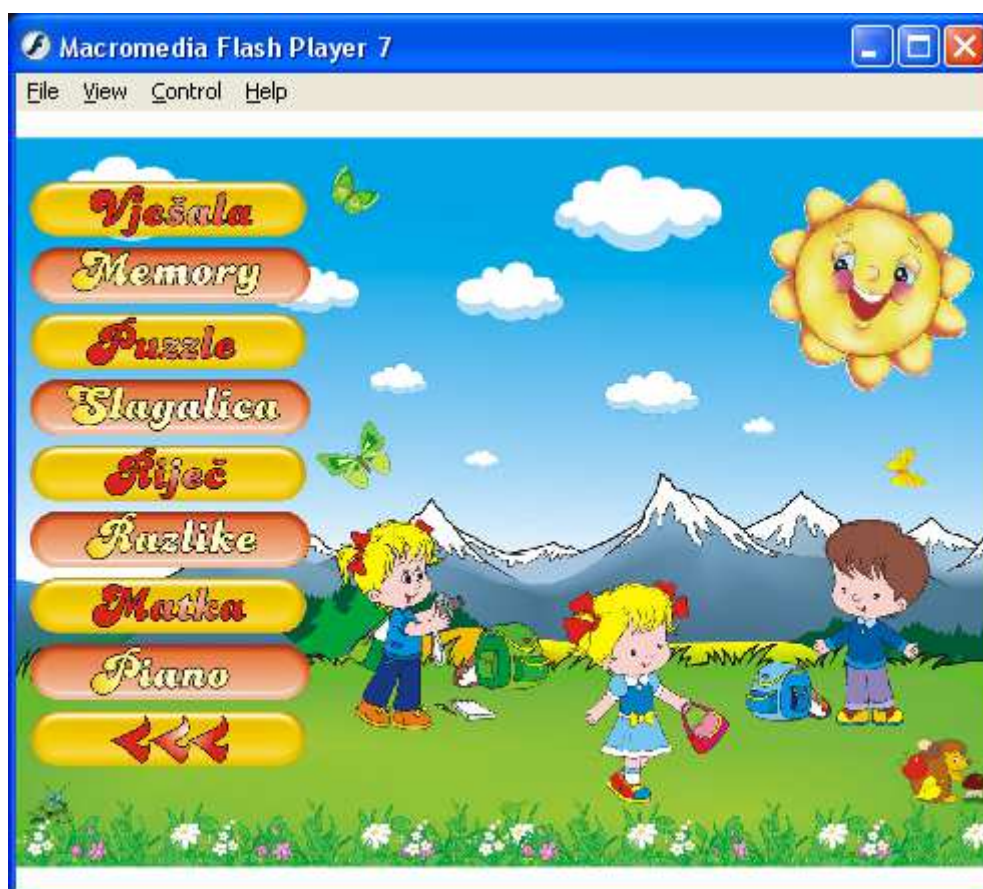 Macromedia Flash Player 7
File View Control Help
Vješala
Memory
Puzzle
Slagalica
Riječ
Razlike
Matka
Piano